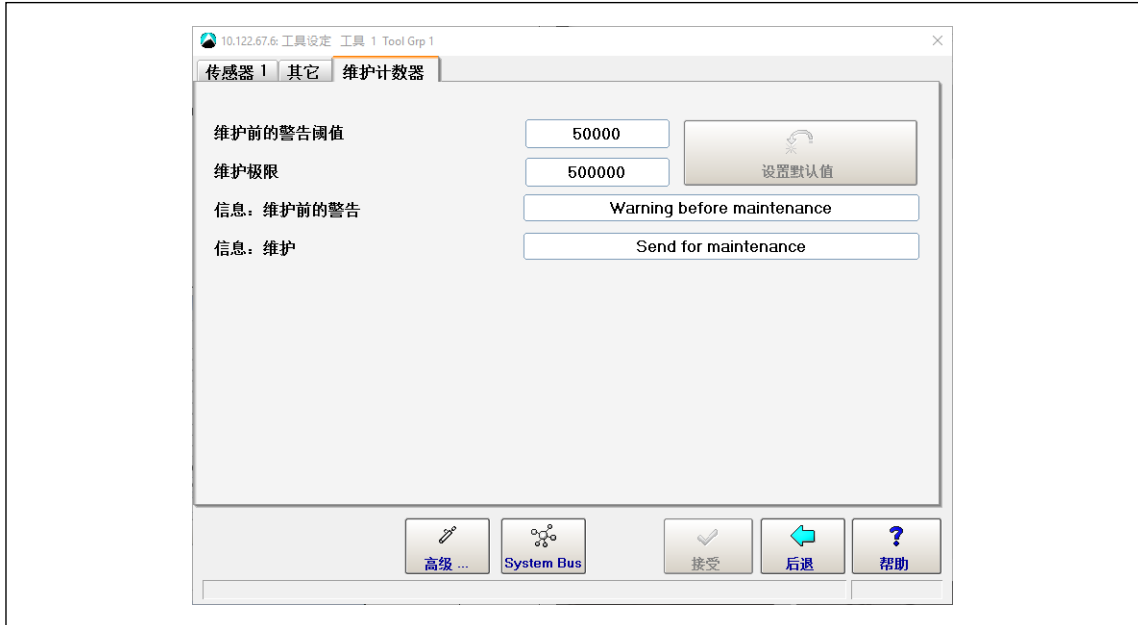 10.122.67.6: 工具设定 工具 1 Tool Grp 1
传感器 1 其它 维护计数器
维护前的警告阈值 50000
设置默认值
维护极限 500000
信息：维护前的警告 Warning before maintenance
信息：维护 Send for maintenance
高级 ... System Bus 接受 后退 帮助